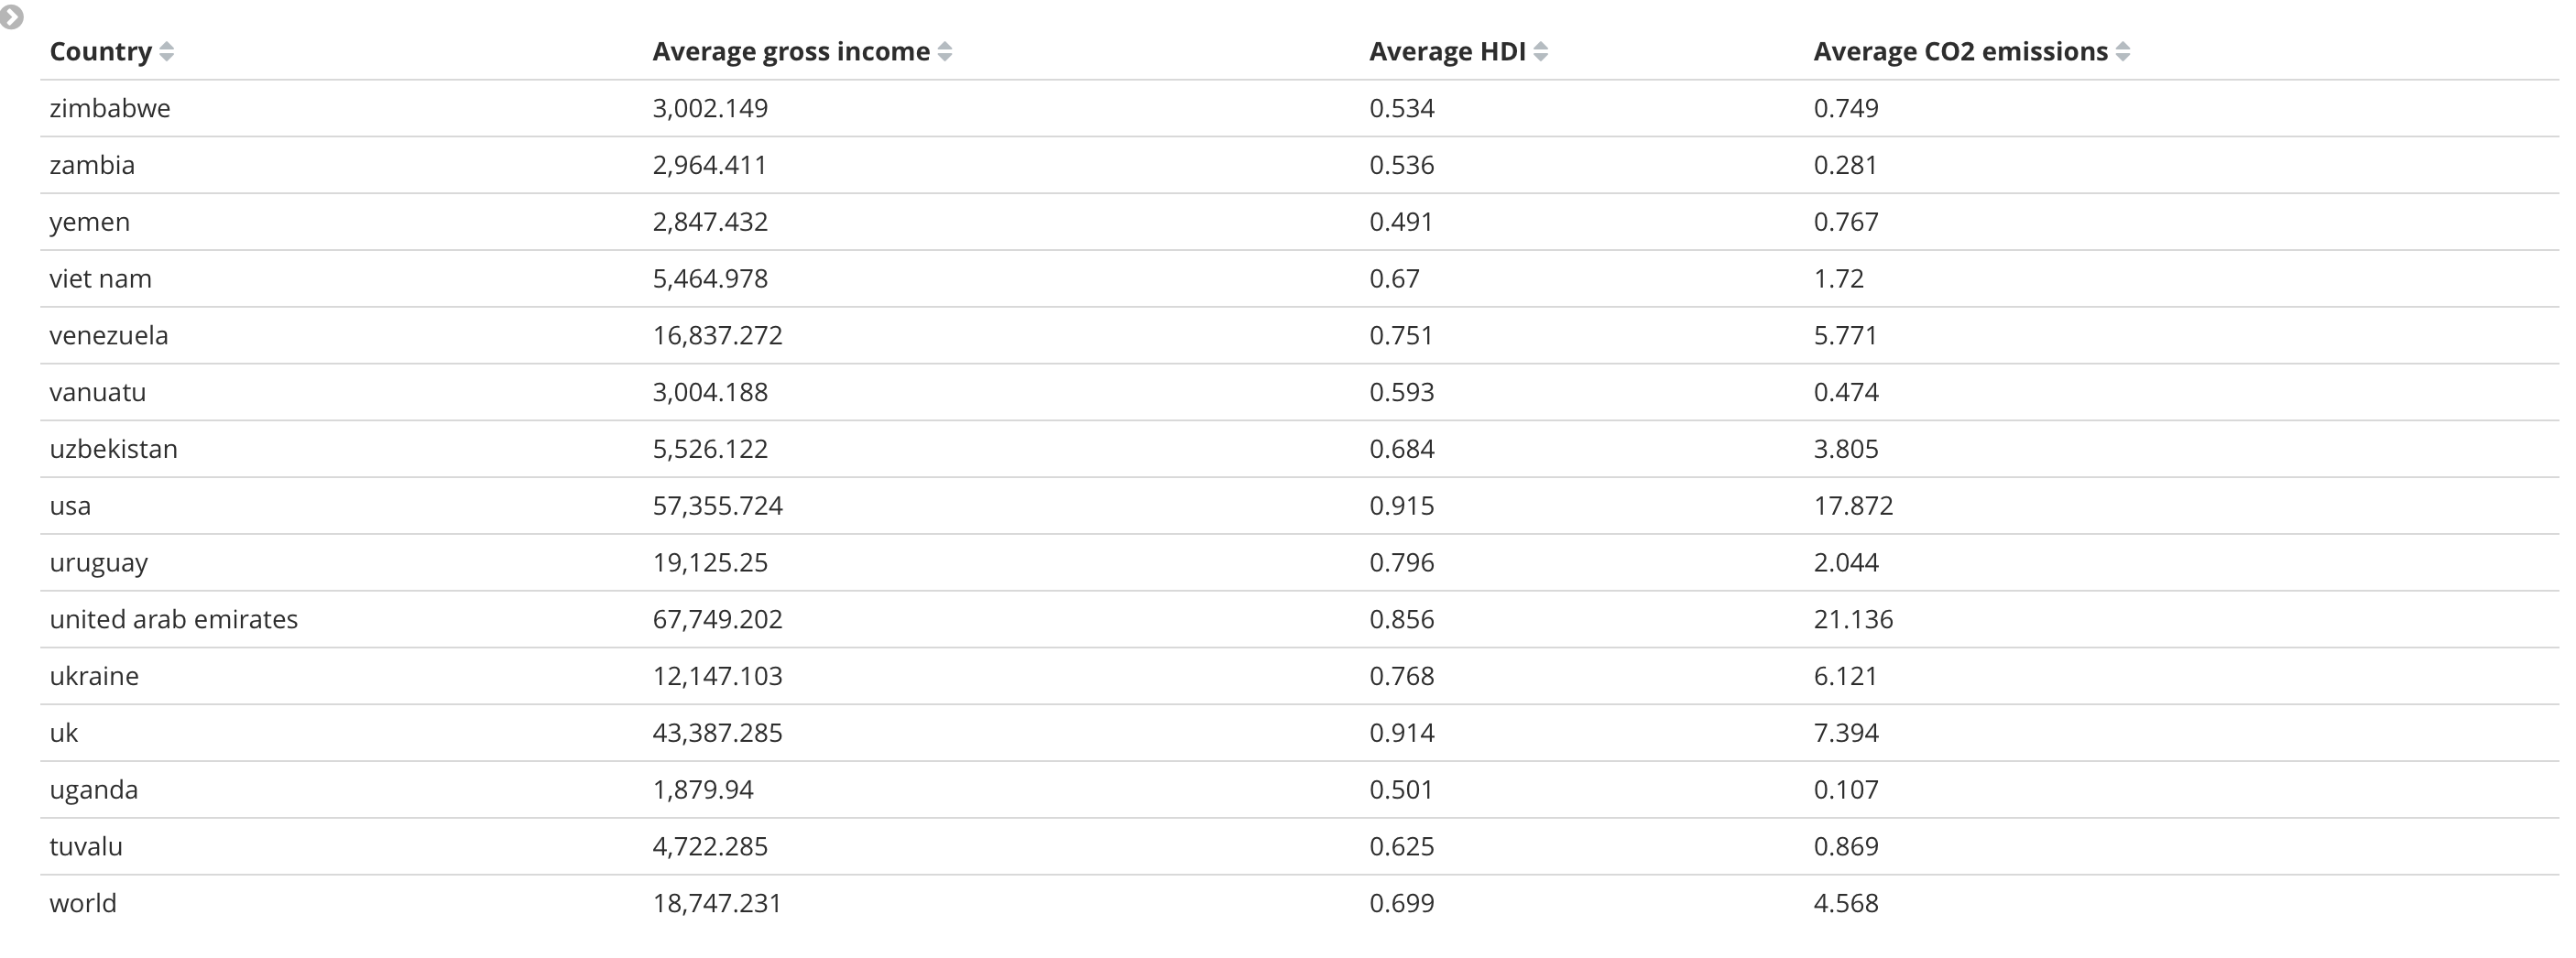 Country Average gross income Average HDI Average CO2 emissions
zimbabwe 3,002.149 0.534 0.749
zambia 2,964.411 0.536 0.281
yemen 2,847.432 0.491 0.767
viet nam 5,464.978 0.67 1.72
venezuela 16,837.272 0.751 5.771
vanuatu 3,004.188 0.593 0.474
uzbekistan 5,526.122 0.684 3.805
usa 57,355.724 0.915 17.872
uruguay 19,125.25 0.796 2.044
united arab emirates 67,749.202 0.856 21.136
ukraine 12,147.103 0.768 6.121
uk 43,387.285 0.914 7.394
uganda 1,879.94 0.501 0.107
tuvalu 4,722.285 0.625 0.869
world 18,747.231 0.699 4.568